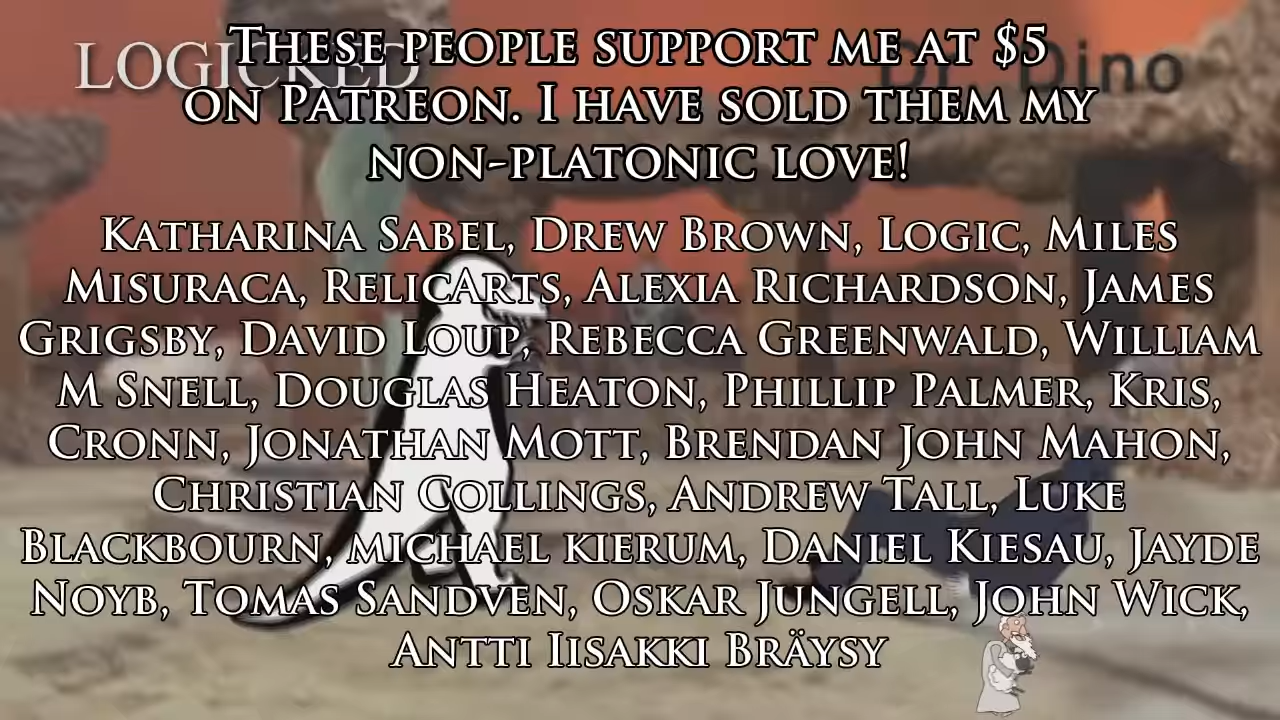 LOGICKED
Dr. Dino
These people support me at $5
on Patreon. I have sold them my
non-platonic love!
Katharina Sabel, Drew Brown, Logic, Miles
Misuraca, RelicArts, Alexia Richardson, James
Grigsby, David Loup, Rebecca Greenwald, William
M Snell, Douglas Heaton, Phillip Palmer, Kris,
Cronn, Jonathan Mott, Brendan John Mahon,
Christian Collings, Andrew Tall, Luke
Blackbourn, michael kierum, Daniel Kiesau, Jayde
Noyb, Tomas Sandven, Oskar Jungell, John Wick,
Antti Iisakki Bräysy